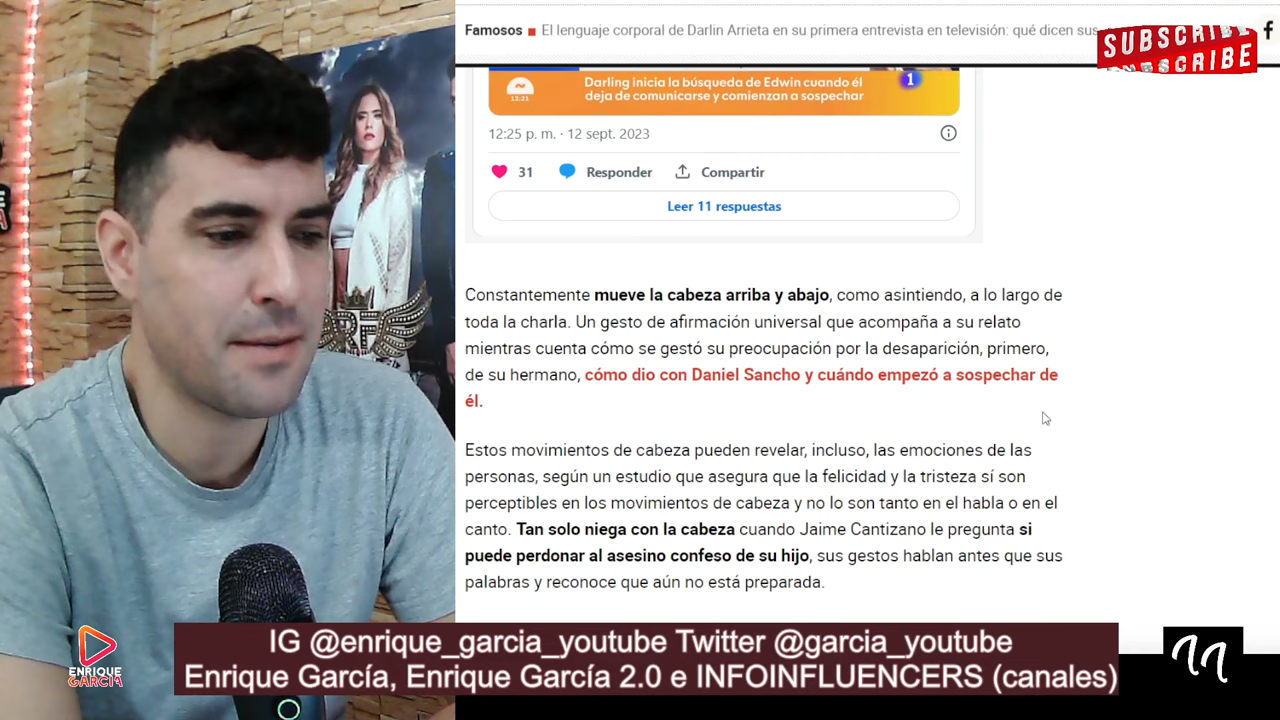 Famosos ■ El lenguaje corporal de Darlin Arrieta en su primera entrevista en televisión: qué dicen sus
SUBSCRIBE
12:21
Darling inicia la búsqueda de Edwin cuando él
deja de comunicarse y comienzan a sospechar
1
12:25 p. m. · 12 sept. 2023
31 Responder Compartir
Leer 11 respuestas
Constantemente mueve la cabeza arriba y abajo, como asintiendo, a lo largo de
toda la charla. Un gesto de afirmación universal que acompaña a su relato
mientras cuenta cómo se gestó su preocupación por la desaparición, primero,
de su hermano, cómo dio con Daniel Sancho y cuándo empezó a sospechar de
él.
Estos movimientos de cabeza pueden revelar, incluso, las emociones de las
personas, según un estudio que asegura que la felicidad y la tristeza sí son
perceptibles en los movimientos de cabeza y no lo son tanto en el habla o en el
canto. Tan solo niega con la cabeza cuando Jaime Cantizano le pregunta si
puede perdonar al asesino confeso de su hijo, sus gestos hablan antes que sus
palabras y reconoce que aún no está preparada.
IG @enrique_garcia_youtube Twitter @garcia_youtube
Enrique García, Enrique García 2.0 e INFOINFLUENCERS (canales)
ENRIQUE
GARCÍA